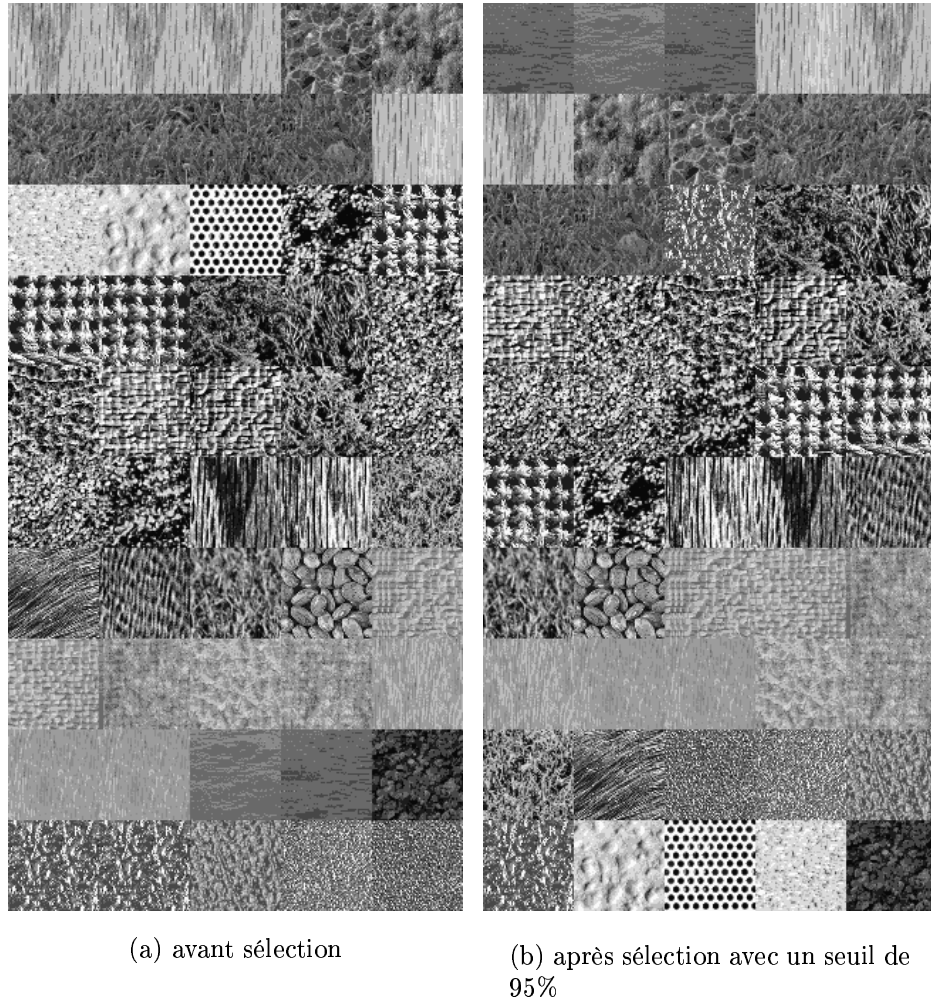 (a) avant sélection
(b) après sélection avec un seuil de
95%